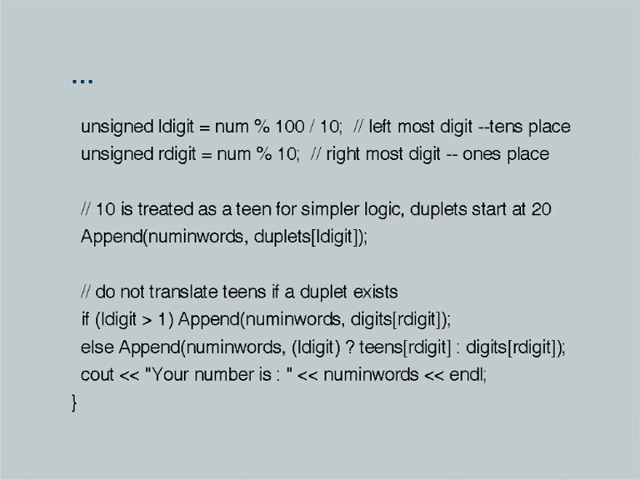 ...
unsigned ldigit = num % 100 / 10;  // left most digit --tens place
unsigned rdigit = num % 10;  // right most digit -- ones place
// 10 is treated as a teen for simpler logic, duplets start at 20
Append(numinwords, duplets[ldigit]);
// do not translate teens if a duplet exists
if (ldigit > 1) Append(numinwords, digits[rdigit]);
else Append(numinwords, (ldigit) ? teens[rdigit] : digits[rdigit]);
cout << "Your number is : " << numinwords << endl;
}